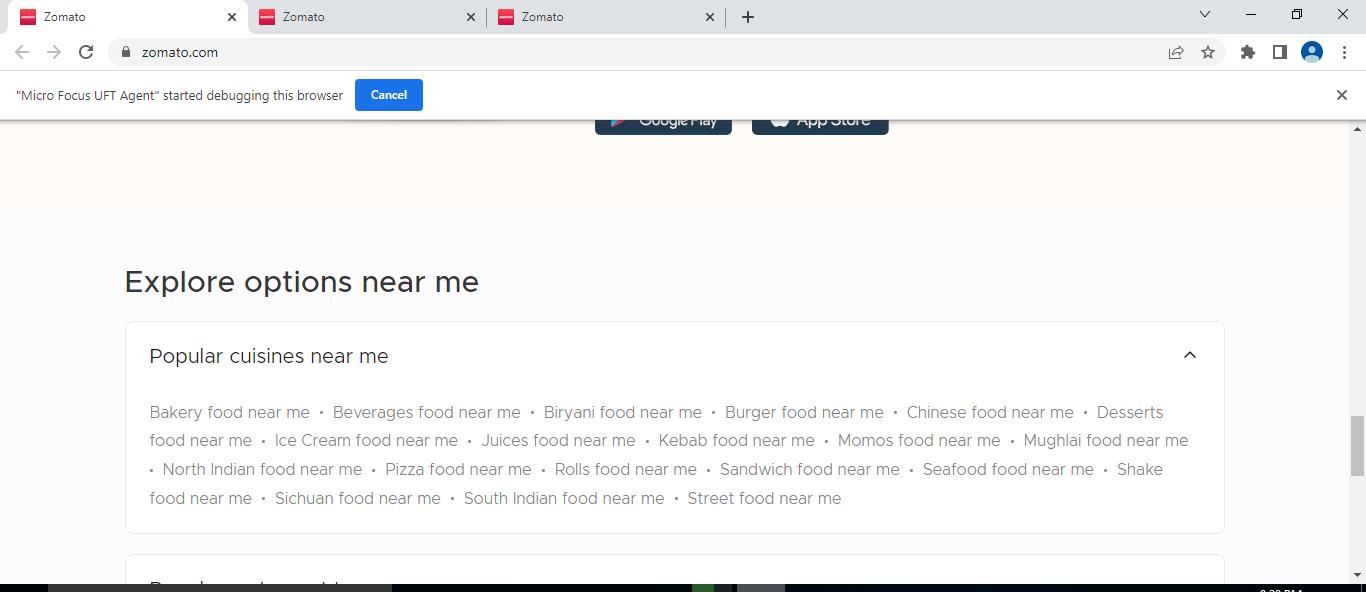 Zomato
Zomato
Zomato
zomato.com
"Micro Focus UFT Agent" started debugging this browser
Cancel
Google Play
App Store
Explore options near me
Popular cuisines near me
Bakery food near me • Beverages food near me • Biryani food near me • Burger food near me • Chinese food near me • Desserts
food near me • Ice Cream food near me • Juices food near me • Kebab food near me • Momos food near me • Mughlai food near me
• North Indian food near me • Pizza food near me • Rolls food near me • Sandwich food near me • Seafood food near me • Shake
food near me • Sichuan food near me • South Indian food near me • Street food near me